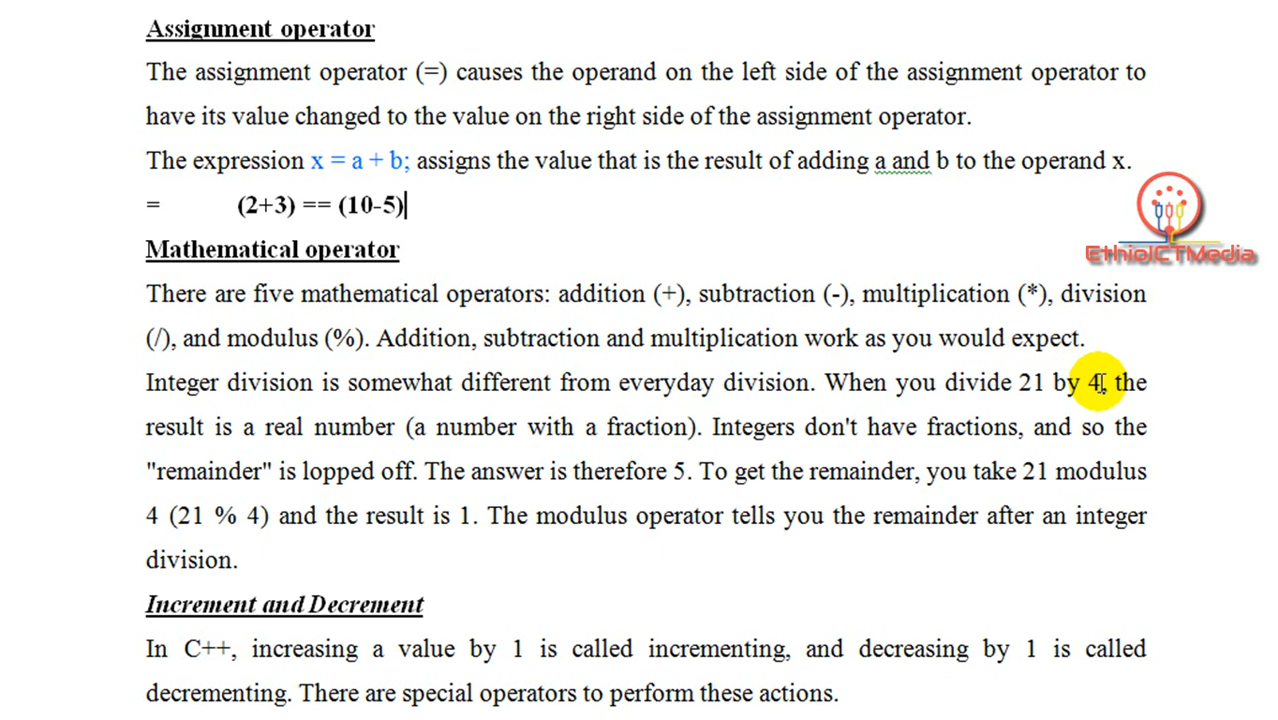 Assignment operator
The assignment operator (=) causes the operand on the left side of the assignment operator to
have its value changed to the value on the right side of the assignment operator.
The expression x = a + b; assigns the value that is the result of adding a and b to the operand x.
= (2+3) == (10-5)
EthioICTMedia
Mathematical operator
There are five mathematical operators: addition (+), subtraction (-), multiplication (*), division
(/), and modulus (%). Addition, subtraction and multiplication work as you would expect.
Integer division is somewhat different from everyday division. When you divide 21 by 4, the
result is a real number (a number with a fraction). Integers don't have fractions, and so the
"remainder" is lopped off. The answer is therefore 5. To get the remainder, you take 21 modulus
4 (21 % 4) and the result is 1. The modulus operator tells you the remainder after an integer
division.
Increment and Decrement
In C++, increasing a value by 1 is called incrementing, and decreasing by 1 is called
decrementing. There are special operators to perform these actions.